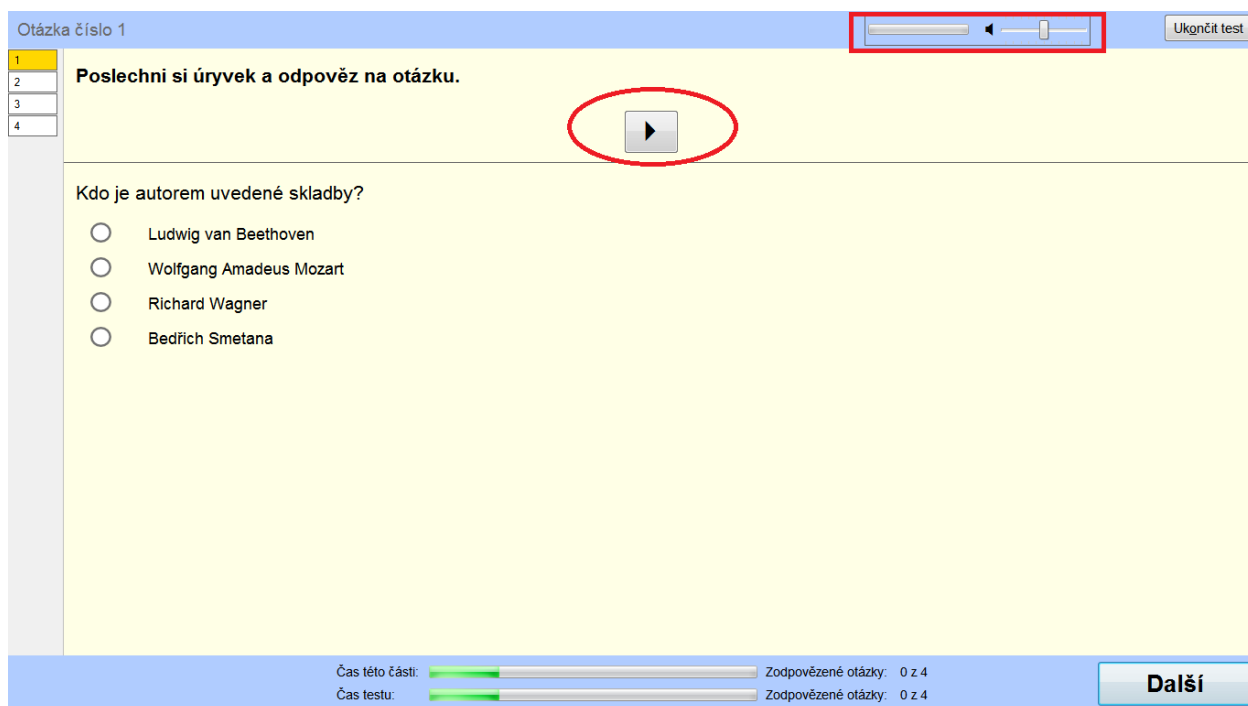 Otázka číslo 1
Ukončit test
1
2
3
4
Poslechni si úryvek a odpověz na otázku.
Kdo je autorem uvedené skladby?
Ludwig van Beethoven
Wolfgang Amadeus Mozart
Richard Wagner
Bedřich Smetana
Čas této části: Zodpovězené otázky: 0 z 4
Čas testu: Zodpovězené otázky: 0 z 4
Další